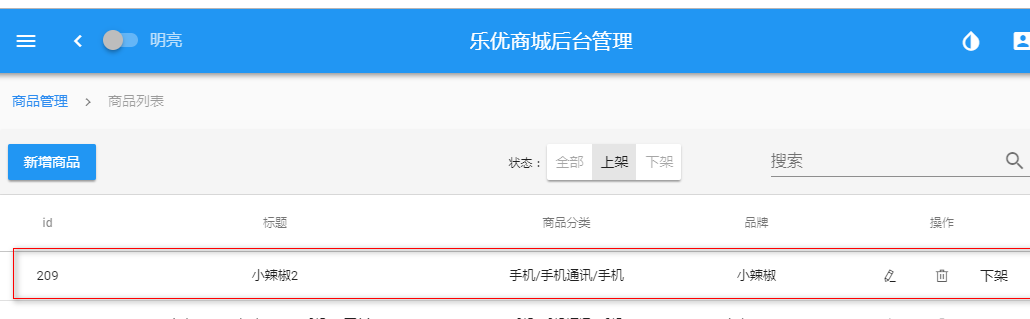 明亮 乐优商城后台管理
商品管理 > 商品列表
新增商品 状态： 全部 上架 下架 搜索
id 标题 商品分类 品牌 操作
209 小辣椒2 手机/手机通讯/手机 小辣椒 下架